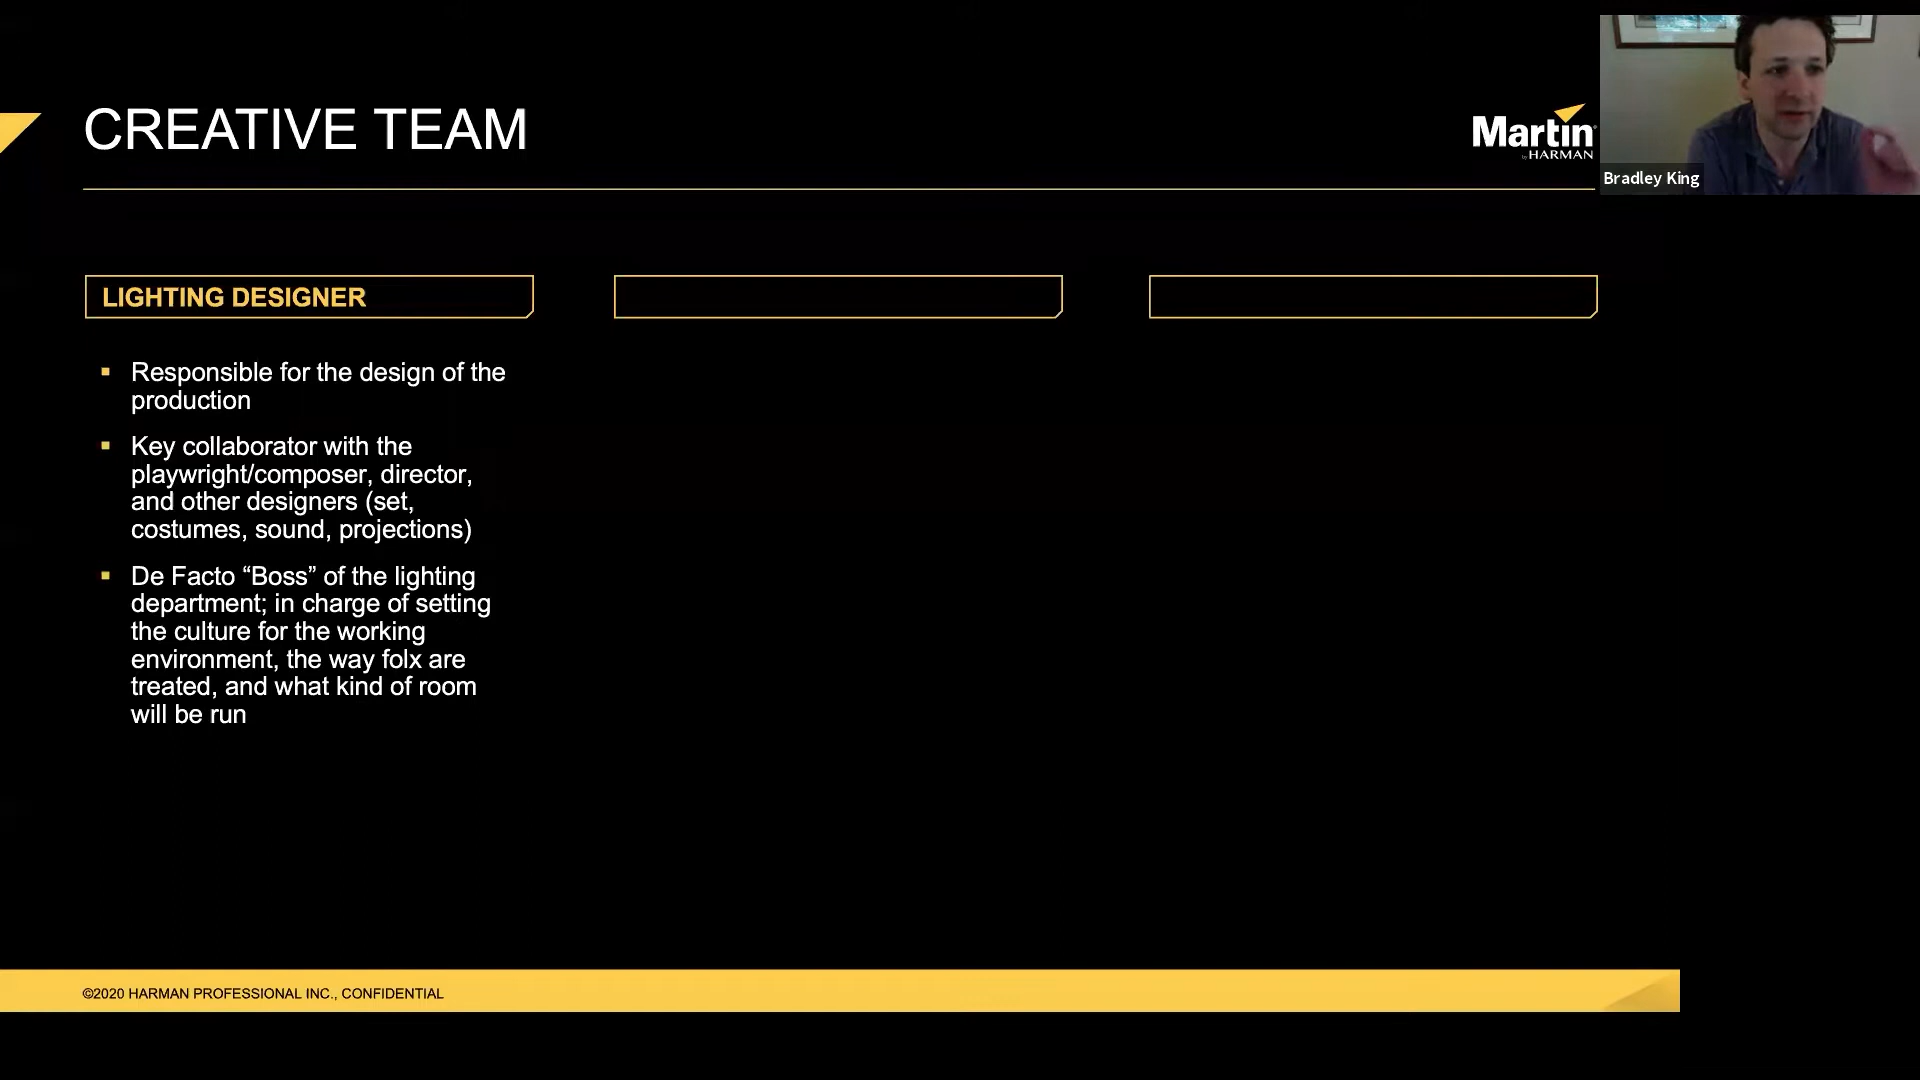 CREATIVE TEAM
Martin
by HARMAN
Bradley King
LIGHTING DESIGNER
▪ Responsible for the design of the
production
▪ Key collaborator with the
playwright/composer, director,
and other designers (set,
costumes, sound, projections)
▪ De Facto “Boss” of the lighting
department; in charge of setting
the culture for the working
environment, the way folx are
treated, and what kind of room
will be run
©2020 HARMAN PROFESSIONAL INC., CONFIDENTIAL